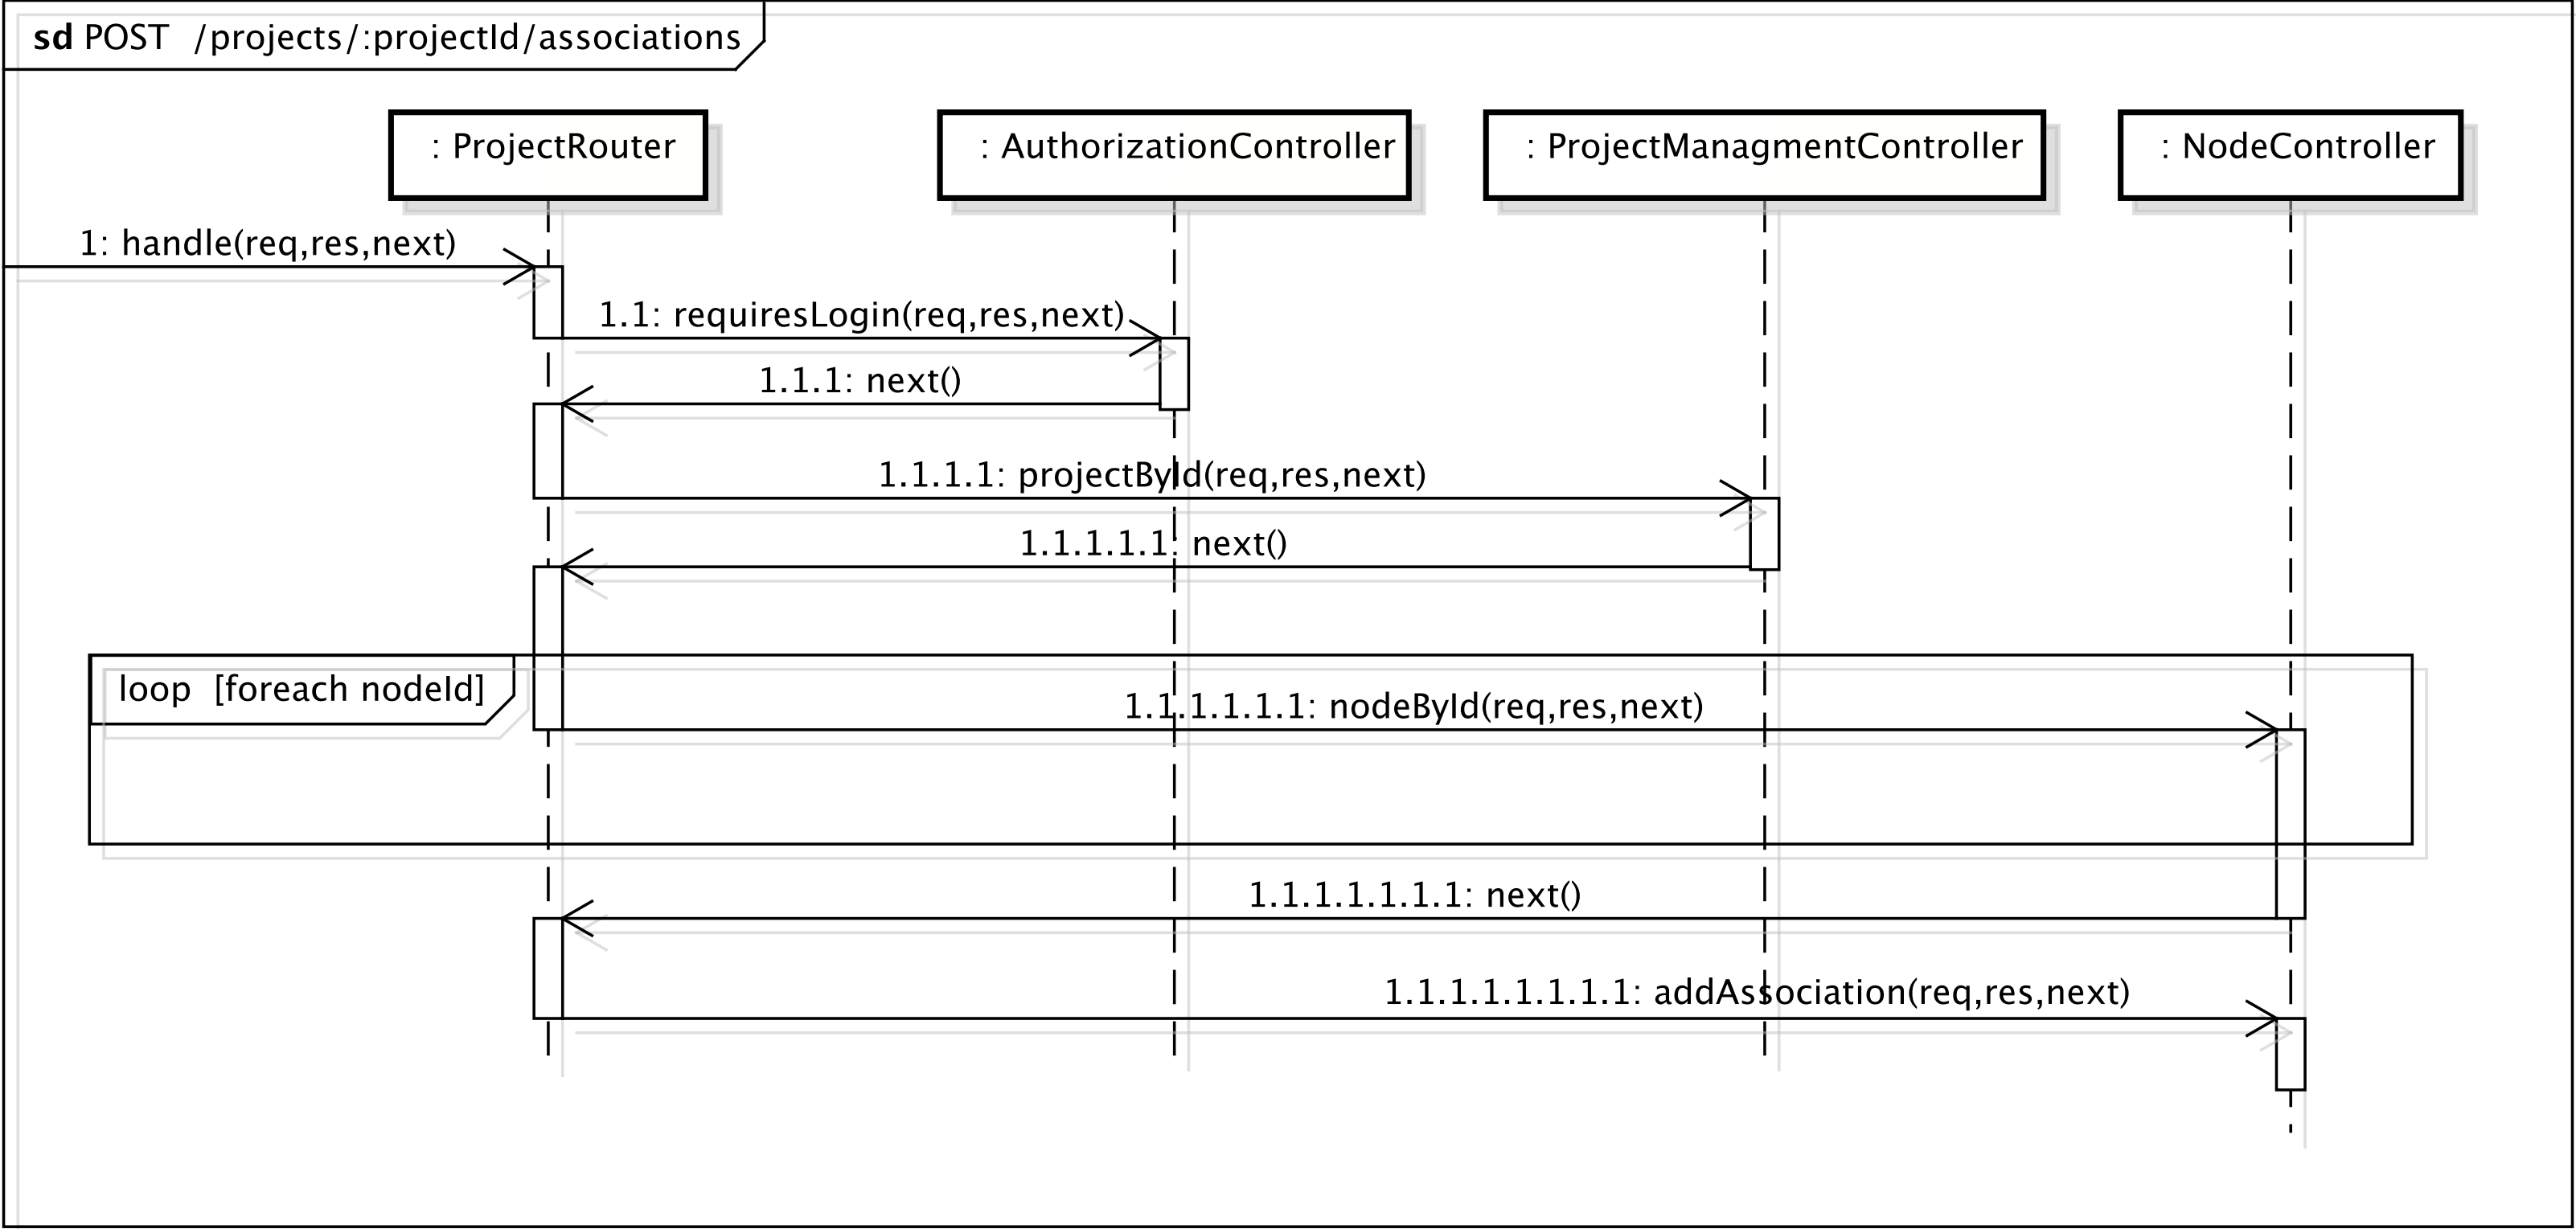 sd POST /projects/:projectId/associations
: ProjectRouter
: AuthorizationController
: ProjectManagmentController
: NodeController
1: handle(req,res,next)
1.1: requiresLogin(req,res,next)
1.1.1: next()
1.1.1.1: projectById(req,res,next)
1.1.1.1.1: next()
loop [foreach nodeId]
1.1.1.1.1.1: nodeById(req,res,next)
1.1.1.1.1.1.1: next()
1.1.1.1.1.1.1.1: addAssociation(req,res,next)